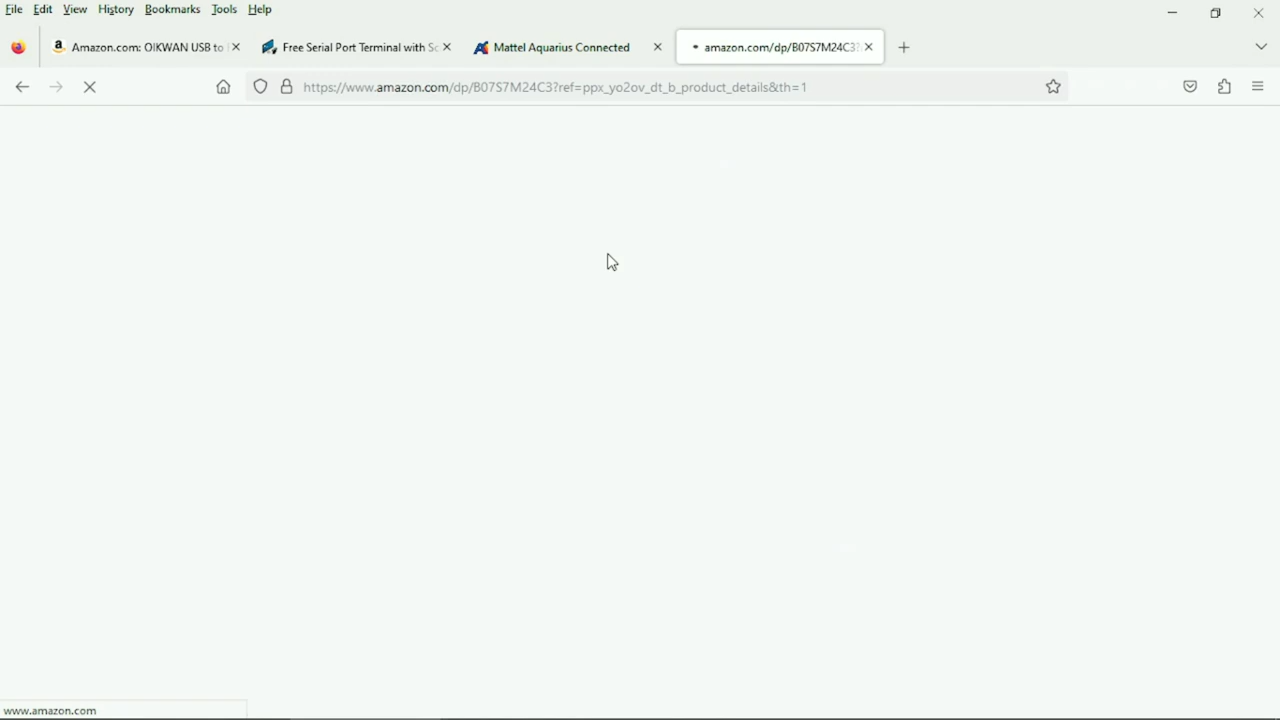 File Edit View History Bookmarks Tools Help
Amazon.com: OIKWAN USB to Free Serial Port Terminal with Sc Mattel Aquarius Connected amazon.com/dp/B07S7M24C3?
https://www.amazon.com/dp/B07S7M24C3?ref=ppx_yo2ov_dt_b_product_details&th=1
www.amazon.com